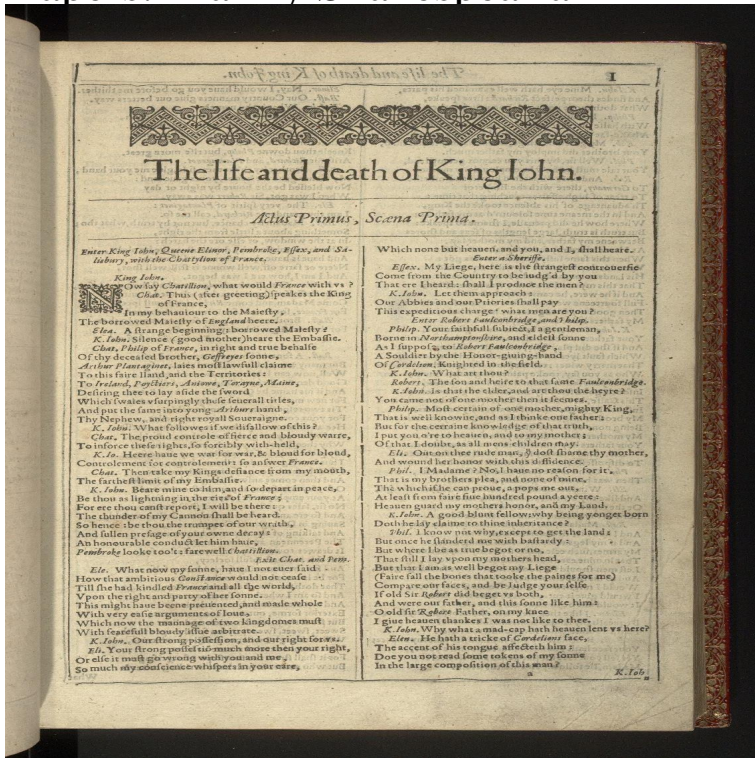 1
The life and death of King Iohn.
Actus Primus, Scæna Prima.
Enter King Iohn, Queene Elinor, Pembroke, Essex, and Sa-
lisbury, with the Chattylion of France.
King Iohn.
NOw say Chatillion, what would France with vs?
Chat. Thus (after greeting) speakes the King
of France,
In my behauiour to the Maiesty,
The borrowed Maiesty of England heere.
Elea. A strange beginning: borrowed Maiesty?
K. Iohn. Silence (good mother) heare the Embassie.
Chat. Philip of France, in right and true behalfe
Of thy deceased brother, Geffreyes sonne,
Arthur Plantaginet, laies most lawfull claime
To this faire Iland, and the Territories:
To Ireland, Poyctiers, Aniowe, Torayne, Maine,
Desiring thee to lay aside the sword
Which swaies vsurpingly these seuerall titles,
And put the same into yong Arthurs hand,
Thy Nephew, and right royall Soueraigne.
K. Iohn. What followes if we disallow of this?
Chat. The proud controle of fierce and bloudy warre,
To inforce these rights, so forcibly with-held,
K. Io. Heere haue we war for war, & bloud for bloud,
Controlement for controlement: so answer France.
Chat. Then take my Kings defiance from my mouth,
The farthest limit of my Embassie.
K. Iohn. Beare mine to him, and so depart in peace,
Be thou as lightning in the eies of France;
For ere thou canst report, I will be there:
The thunder of my Cannon shall be heard.
So hence: be thou the trumpet of our wrath,
And sullen presage of your owne decay:
An honourable conduct let him haue,
Pembroke looke too't: farewell Chattillion.
Exit Chat. and Pem.
Ele. What now my sonne, haue I not euer said
How that ambitious Constance would not cease
Till she had kindled France and all the world,
Vpon the right and party of her sonne.
This might haue beene preuented, and made whole
With very easie arguments of loue,
Which now the mannage of two kingdomes must
With fearefull bloudy issue arbitrate.
K. Iohn. Our strong possession, and our right for vs.
Eli. Your strong possessiō much more then your right,
Or else it must go wrong with you and me,
So much my conscience whispers in your eare,
Which none but heauen, and you, and I, shall heare.
Enter a Sheriffe.
Essex. My Liege, here is the strangest controuersie
Come from the Country to be iudg'd by you
That ere I heard: shall I produce the men?
K. Iohn. Let them approach:
Our Abbies and our Priories shall pay
This expeditious charge: what men are you?
Enter Robert Faulconbridge, and Philip.
Philip. Your faithfull subiect, I a gentleman,
Borne in Northamptonshire, and eldest sonne
As I suppose, to Robert Faulconbridge,
A Souldier by the Honor-giuing-hand
Of Cordelion, Knighted in the field.
K. Iohn. What art thou?
Robert. The son and heire to that same Faulconbridge.
K. Iohn. Is that the elder, and art thou the heyre?
You came not of one mother then it seemes.
Philip. Most certain of one mother, mighty King,
That is well knowne, and as I thinke one father:
But for the certaine knowledge of that truth,
I put you o're to heauen, and to my mother;
Of that I doubt, as all mens children may.
Eli. Out on thee rude man, ÿ dost shame thy mother,
And wound her honor with this diffidence.
Phil. I Madame? No, I haue no reason for it,
That is my brothers plea, and none of mine,
The which if he can proue, a pops me out,
At least from faire fiue hundred pound a yeere:
Heauen guard my mothers honor, and my Land.
K. Iohn. A good blunt fellow: why being yonger born
Doth he lay claime to thine inheritance?
Phil. I know not why, except to get the land:
But once he slanderd me with bastardy:
But where I be as true begot or no,
That still I lay vpon my mothers head,
But that I am as well begot my Liege
(Faire fall the bones that tooke the paines for me)
Compare our faces, and be Iudge your selfe
If old Sir Robert did beget vs both,
And were our father, and this sonne like him:
O old sir Robert Father, on my knee
I giue heauen thankes I was not like to thee.
K. Iohn. Why what a mad-cap hath heauen lent vs here?
Elen. He hath a tricke of Cordelions face,
The accent of his tongue affecteth him:
Doe you not read some tokens of my sonne
In the large composition of this man?
a
K. Ioh